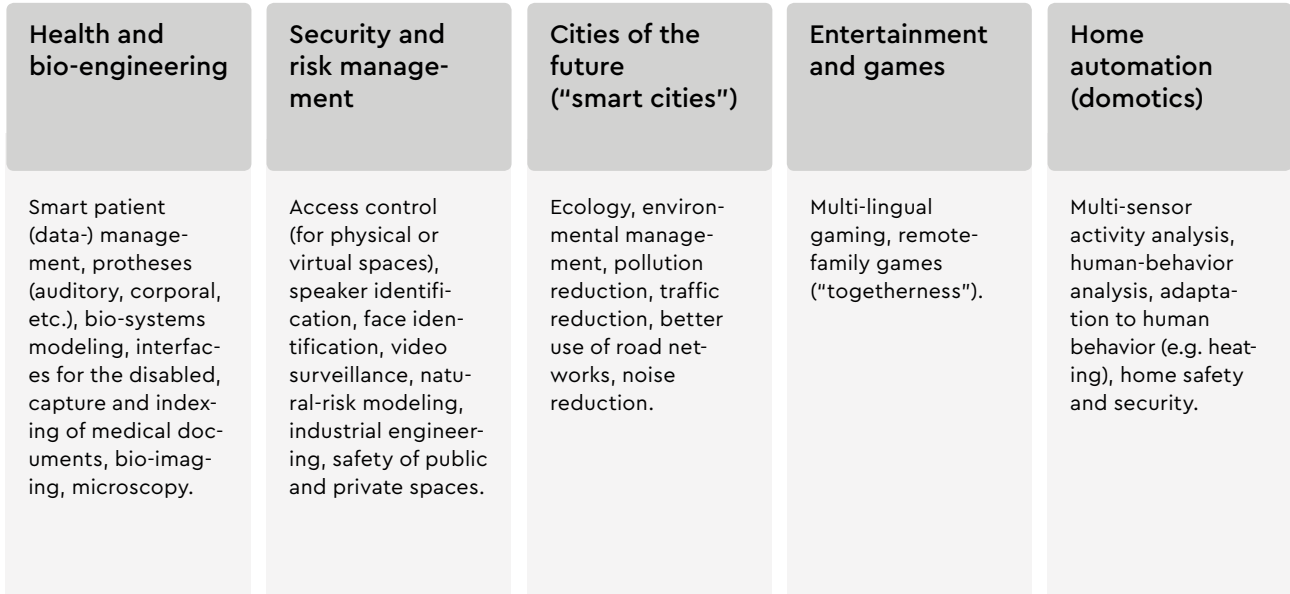 Health and
bio-engineering
Smart patient
(data-) manage-
ment, protheses
(auditory, corporal,
etc.), bio-systems
modeling, interfac-
es for the disabled,
capture and index-
ing of medical doc-
uments, bio-imag-
ing, microscopy.
Security and
risk manage-
ment
Access control
(for physical or
virtual spaces),
speaker identifi-
cation, face iden-
tification, video
surveillance, natu-
ral-risk modeling,
industrial engineer-
ing, safety of public
and private spaces.
Cities of the
future
(“smart cities”)
Ecology, environ-
mental manage-
ment, pollution
reduction, traffic
reduction, better
use of road net-
works, noise
reduction.
Entertainment
and games
Multi-lingual
gaming, remote-
family games
(“togetherness”).
Home
automation
(domotics)
Multi-sensor
activity analysis,
human-behavior
analysis, adapta-
tion to human
behavior (e.g. heat-
ing), home safety
and security.